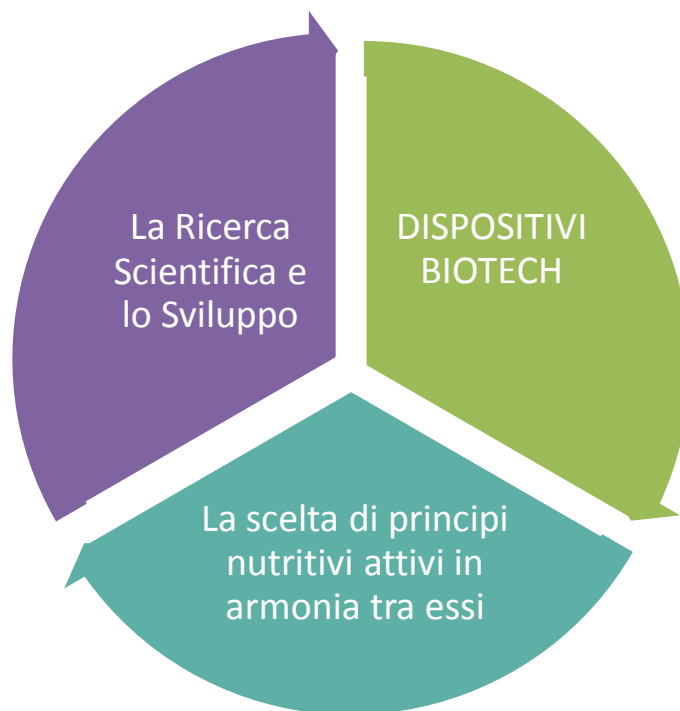 La Ricerca
Scientifica e
lo Sviluppo
DISPOSITIVI
BIOTECH
La scelta di principi
nutritivi attivi in
armonia tra essi